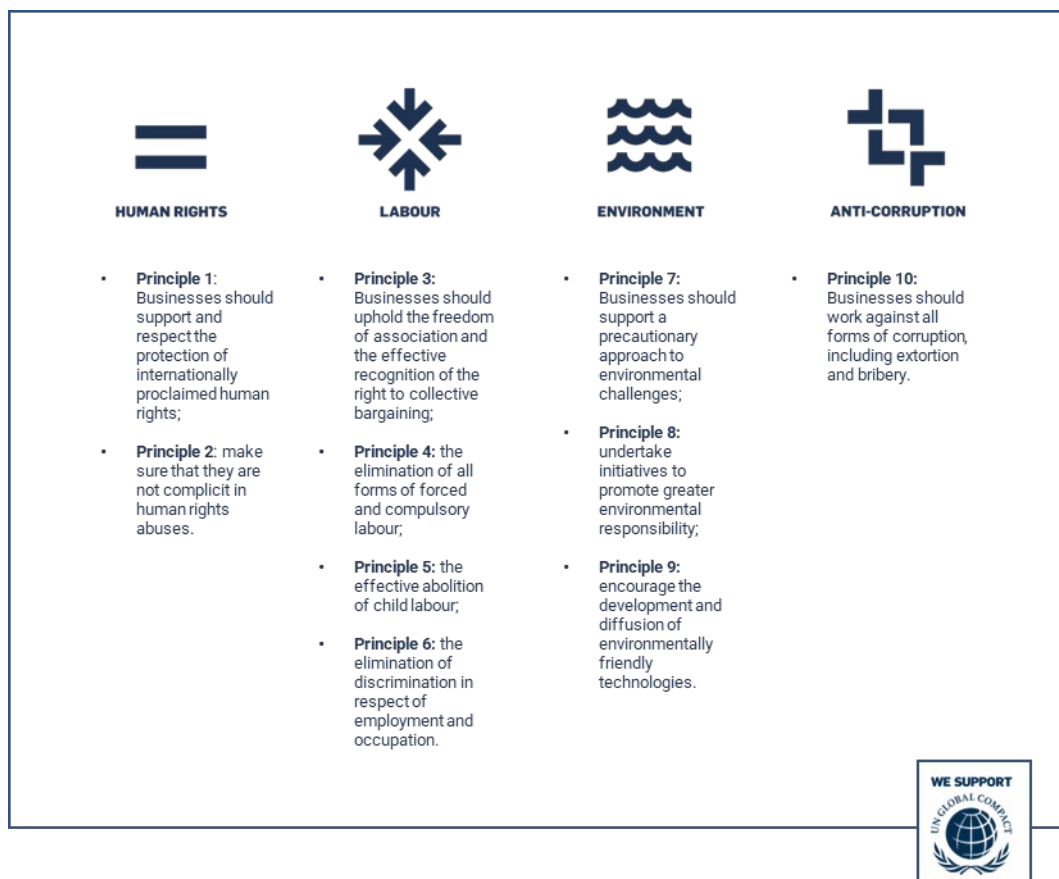 HUMAN RIGHTS
• Principle 1:
Businesses should
support and
respect the
protection of
internationally
proclaimed human
rights;
• Principle 2: make
sure that they are
not complicit in
human rights
abuses.
LABOUR
• Principle 3:
Businesses should
uphold the freedom
of association and
the effective
recognition of the
right to collective
bargaining;
• Principle 4: the
elimination of all
forms of forced
and compulsory
labour;
• Principle 5: the
effective abolition
of child labour;
• Principle 6: the
elimination of
discrimination in
respect of
employment and
occupation.
ENVIRONMENT
• Principle 7:
Businesses should
support a
precautionary
approach to
environmental
challenges;
• Principle 8:
undertake
initiatives to
promote greater
environmental
responsibility;
• Principle 9:
encourage the
development and
diffusion of
environmentally
friendly
technologies.
ANTI-CORRUPTION
• Principle 10:
Businesses should
work against all
forms of corruption,
including extortion
and bribery.
WE SUPPORT
UN GLOBAL COMPACT